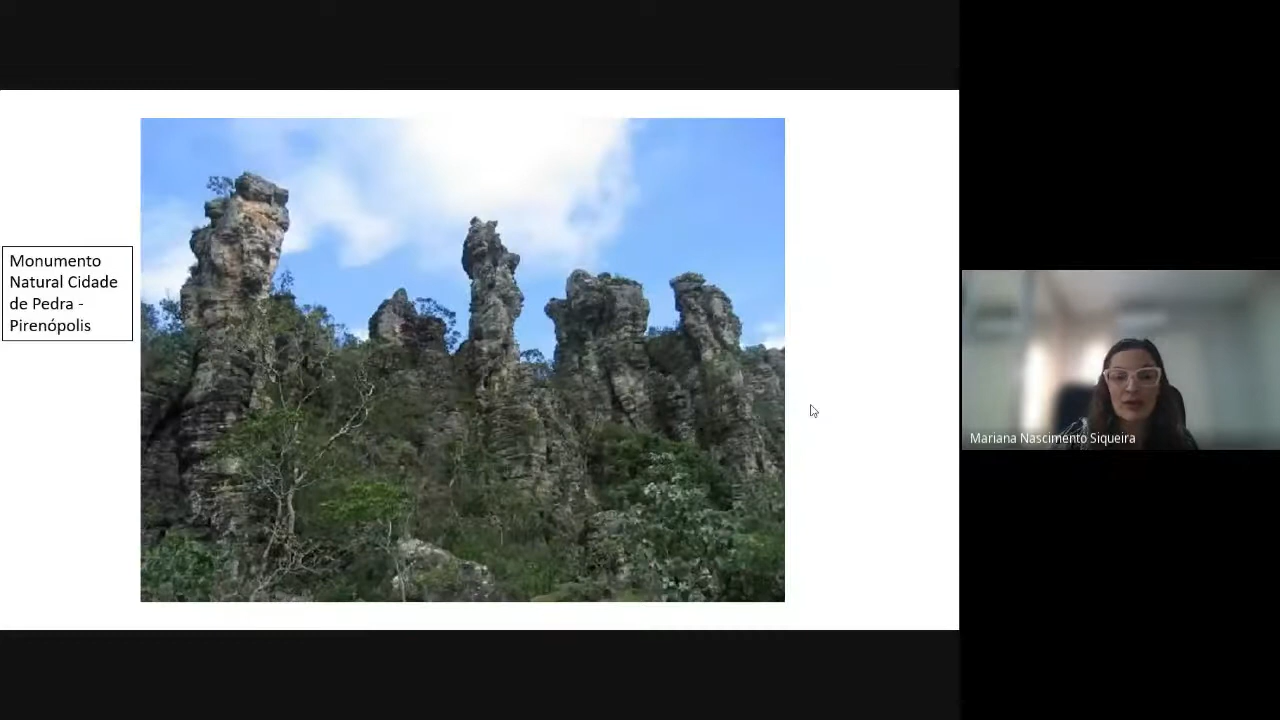 Monumento
Natural Cidade
de Pedra -
Pirenópolis
Mariana Nascimento Siqueira